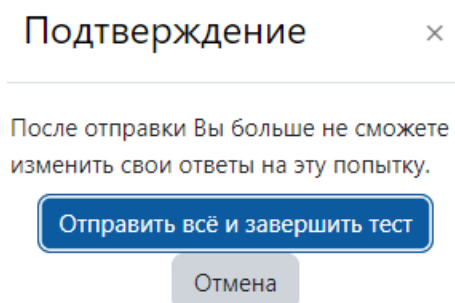 Подтверждение ×
После отправки Вы больше не сможете
изменить свои ответы на эту попытку.
Отправить всё и завершить тест
Отмена